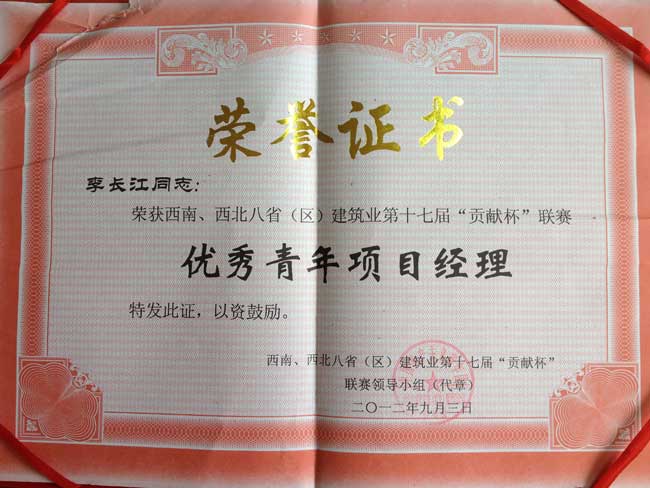 荣誉证书
李长江同志：
荣获西南、西北八省（区）建筑业第十七届“贡献杯”联赛
优秀青年项目经理
特发此证，以资鼓励。
西南、西北八省（区）建筑业第十七届“贡献杯”
联赛领导小组（代章）
二〇一二年九月三日